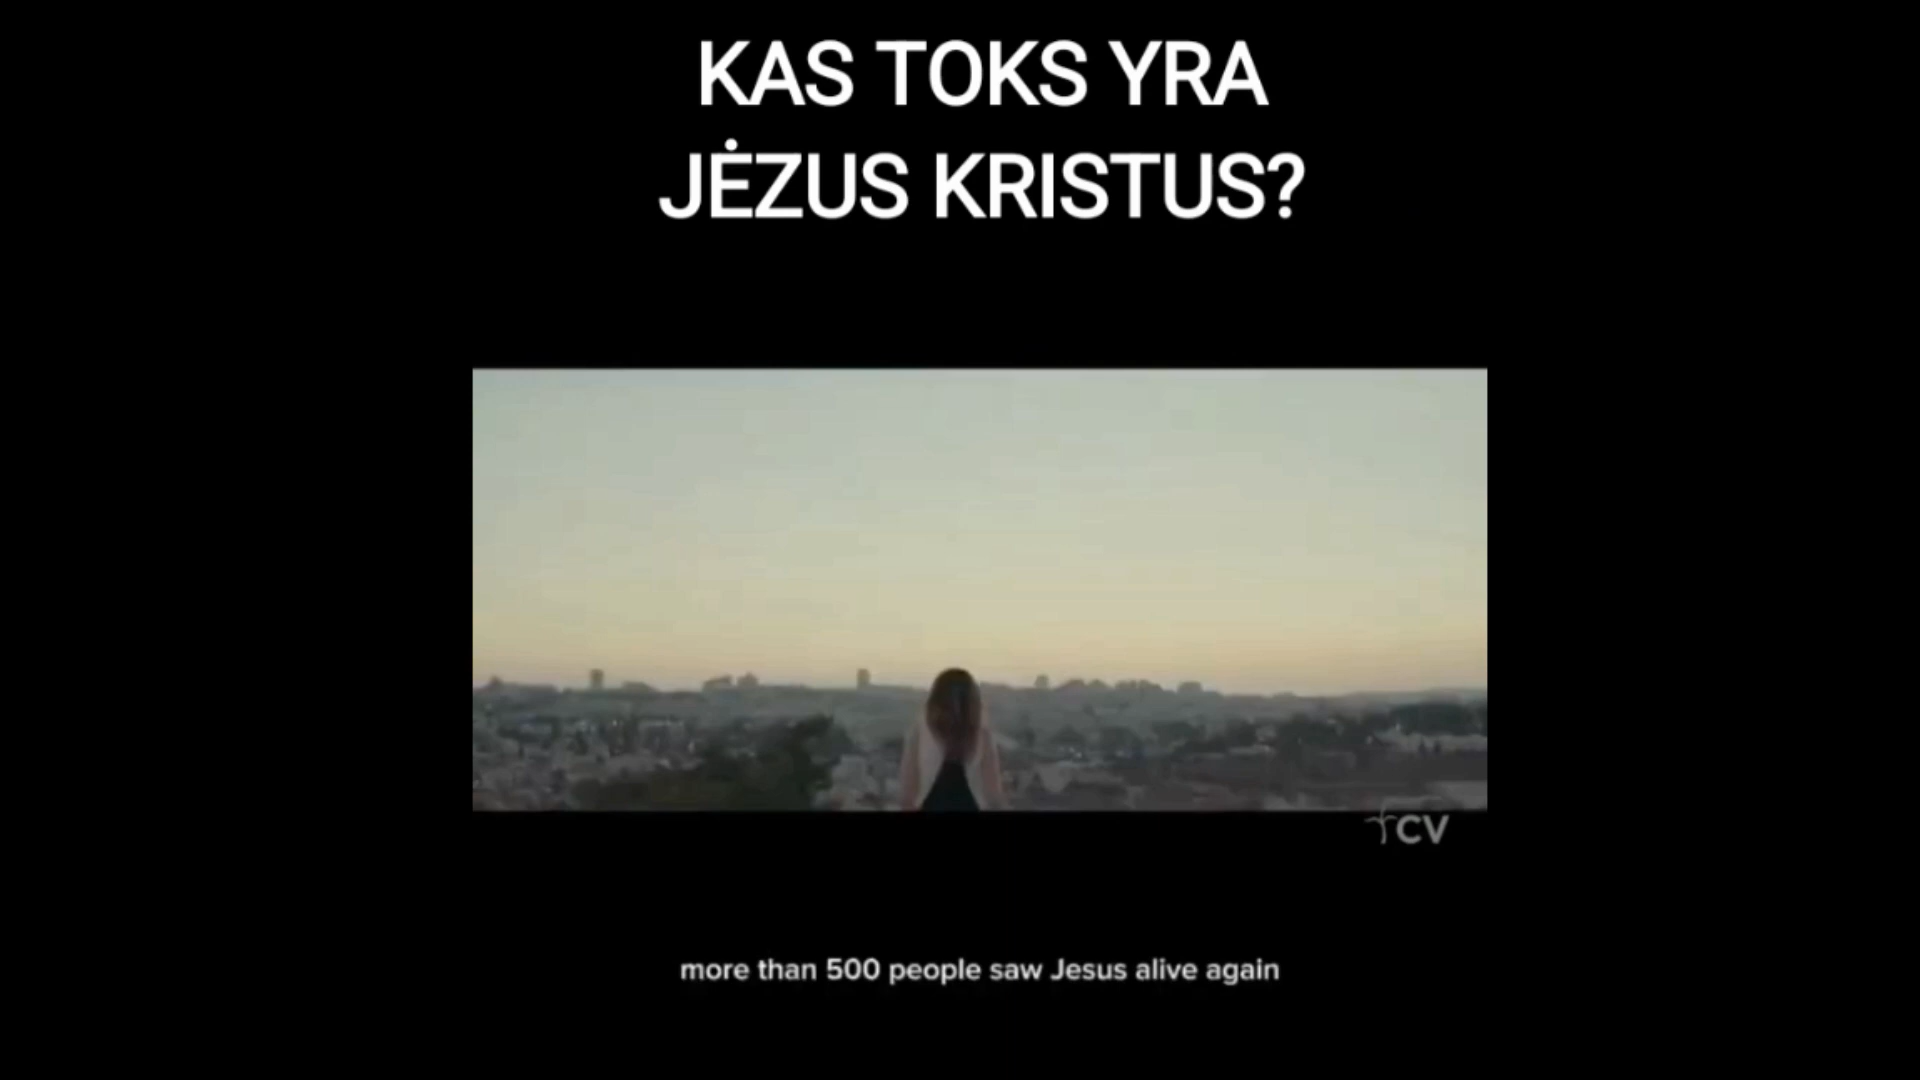 KAS TOKS YRA
JĖZUS KRISTUS?
CV
more than 500 people saw Jesus alive again